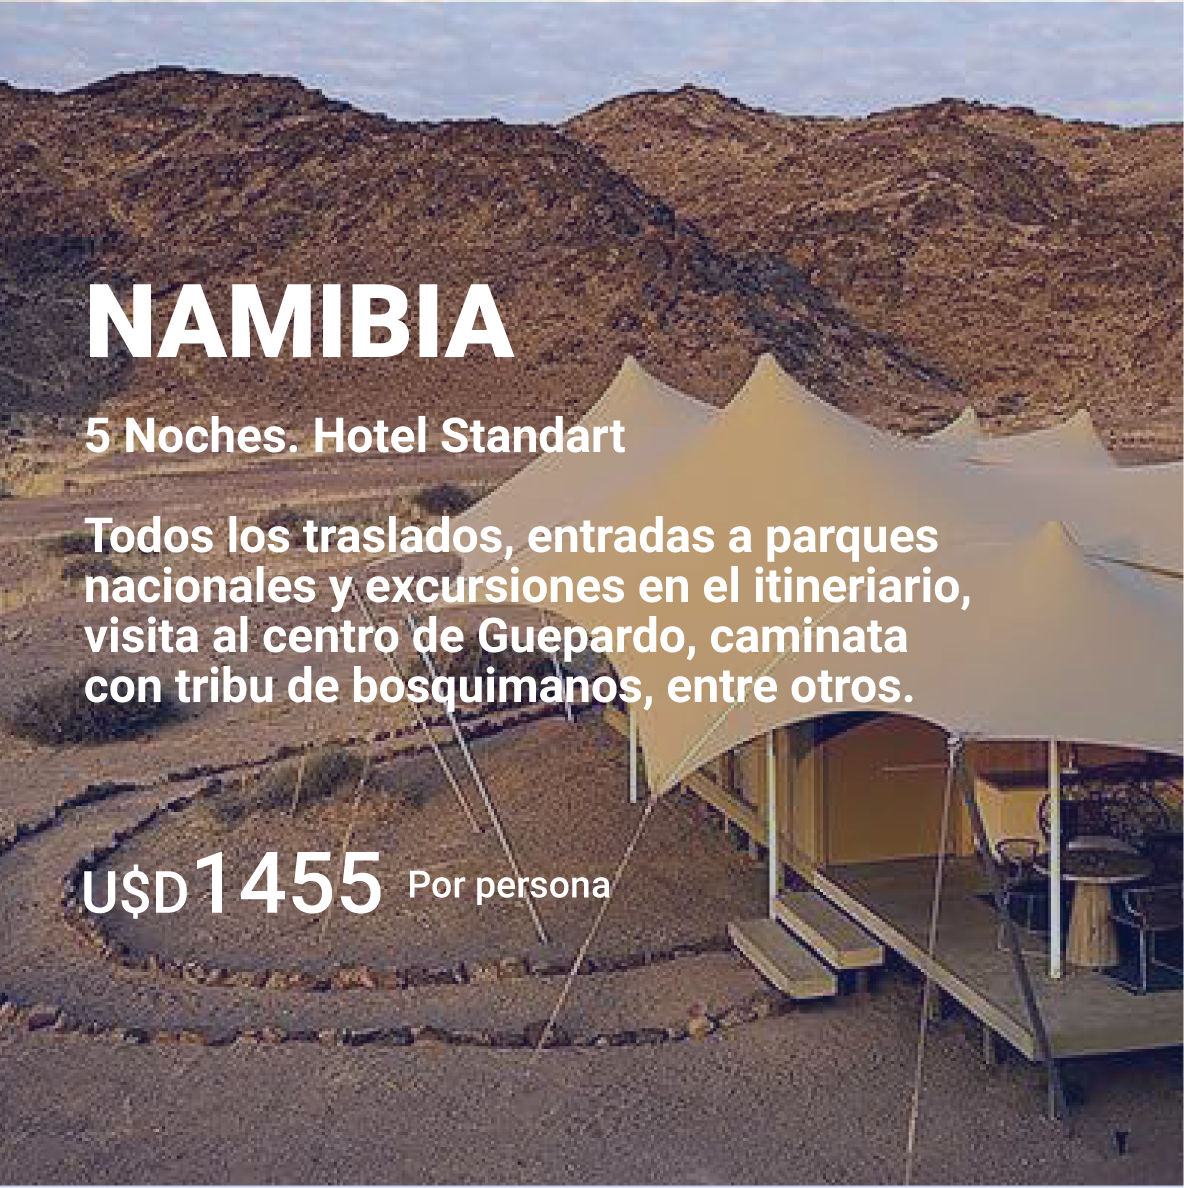 NAMIBIA
5 Noches. Hotel Standart
Todos los traslados, entradas a parques
nacionales y excursiones en el itineriario,
visita al centro de Guepardo, caminata
con tribu de bosquimanos, entre otros.
U$D1455 Por persona